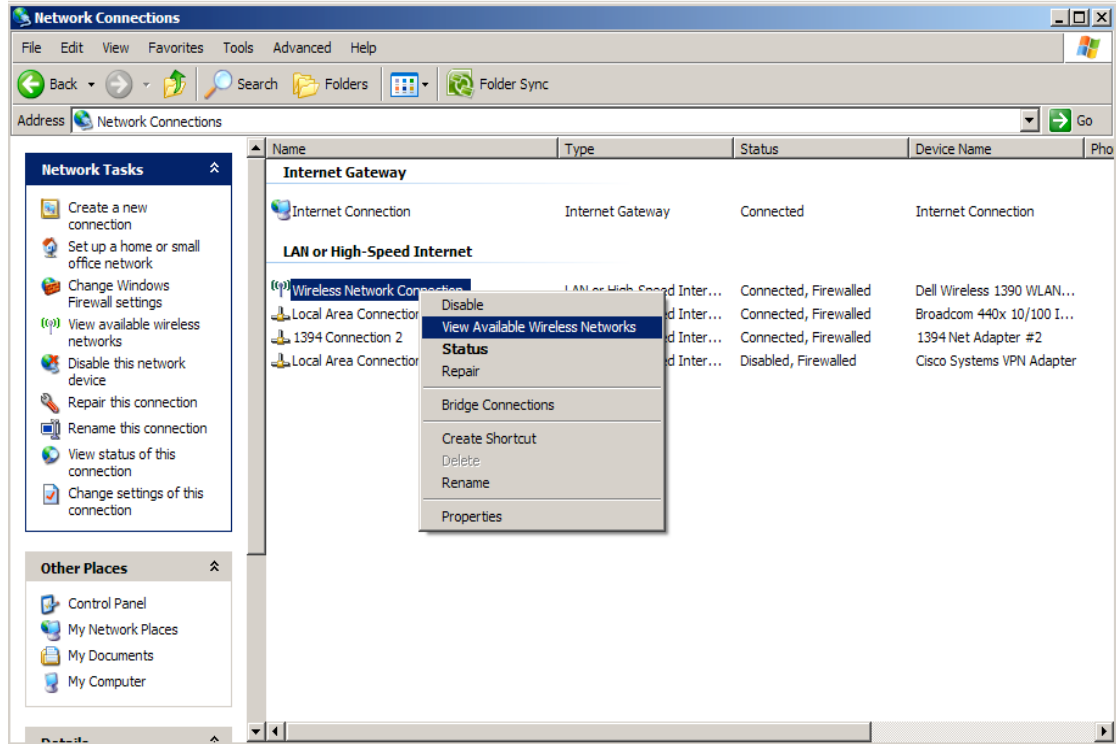 Network Connections
File Edit View Favorites Tools Advanced Help
Back Search Folders Folder Sync
Address Network Connections Go
Name Type Status Device Name Pho
Network Tasks
Create a new
connection
Set up a home or small
office network
Change Windows
Firewall settings
View available wireless
networks
Disable this network
device
Repair this connection
Rename this connection
View status of this
connection
Change settings of this
connection
Other Places
Control Panel
My Network Places
My Documents
My Computer
Details
Internet Gateway
Internet Connection Internet Gateway Connected Internet Connection
LAN or High-Speed Internet
Wireless Network Connection LAN or High-Speed Inter... Connected, Firewalled Dell Wireless 1390 WLAN...
Local Area Connection ed Inter... Connected, Firewalled Broadcom 440x 10/100 I...
1394 Connection 2 ed Inter... Connected, Firewalled 1394 Net Adapter #2
Local Area Connection ed Inter... Disabled, Firewalled Cisco Systems VPN Adapter
Disable
View Available Wireless Networks
Status
Repair
Bridge Connections
Create Shortcut
Delete
Rename
Properties